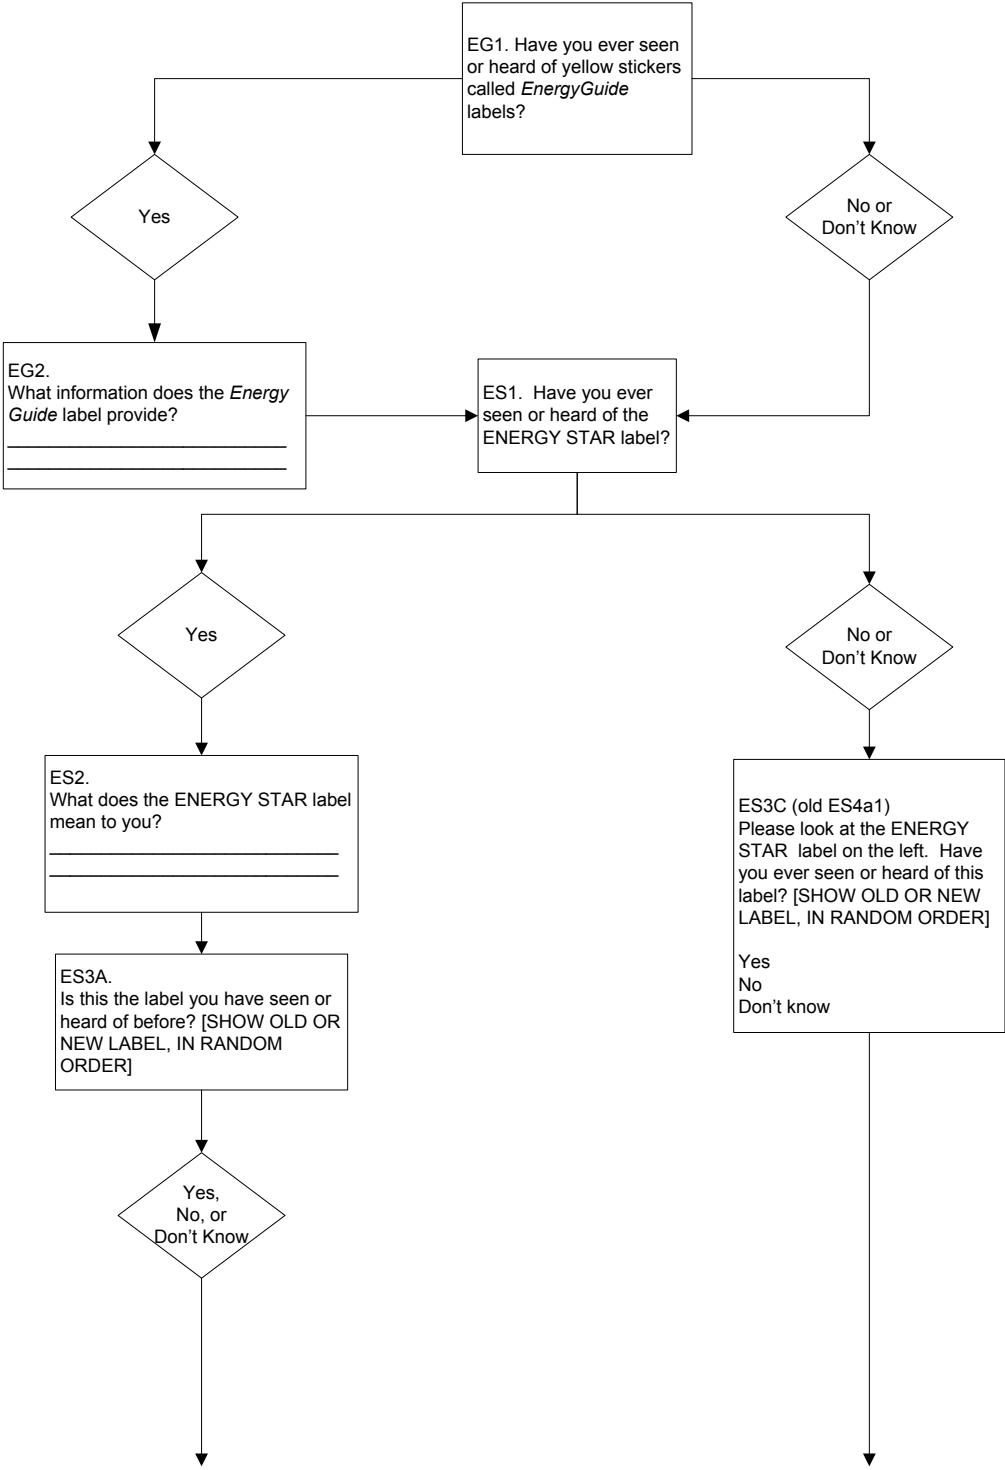 EG1. Have you ever seen
or heard of yellow stickers
called EnergyGuide
labels?
Yes
No or
Don't Know
EG2.
What information does the Energy
Guide label provide?
ES1. Have you ever
seen or heard of the
ENERGY STAR label?
Yes
No or
Don't Know
ES2.
What does the ENERGY STAR label
mean to you?
ES3C (old ES4a1)
Please look at the ENERGY
STAR label on the left. Have
you ever seen or heard of this
label? [SHOW OLD OR NEW
LABEL, IN RANDOM ORDER]
Yes
No
Don't know
ES3A.
Is this the label you have seen or
heard of before? [SHOW OLD OR
NEW LABEL, IN RANDOM
ORDER]
Yes,
No, or
Don't Know